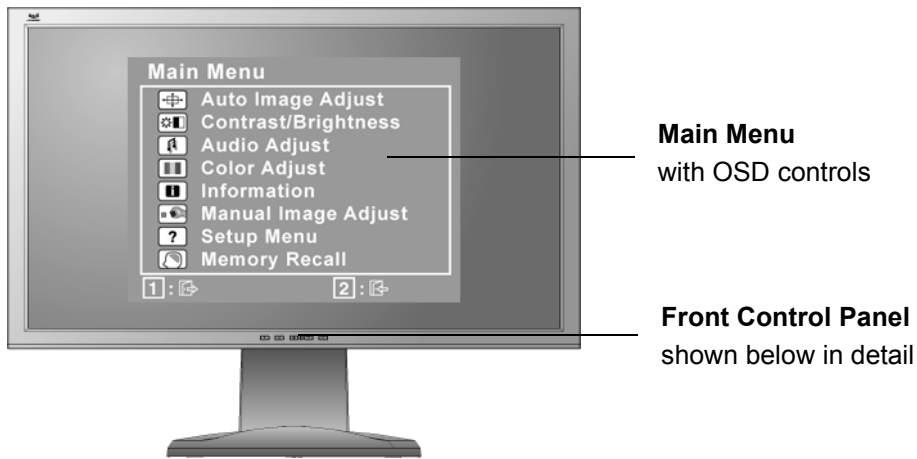 Main Menu
Auto Image Adjust
Contrast/Brightness
Audio Adjust
Color Adjust
Information
Manual Image Adjust
? Setup Menu
Memory Recall
1 : 2 :
Main Menu
with OSD controls
Front Control Panel
shown below in detail